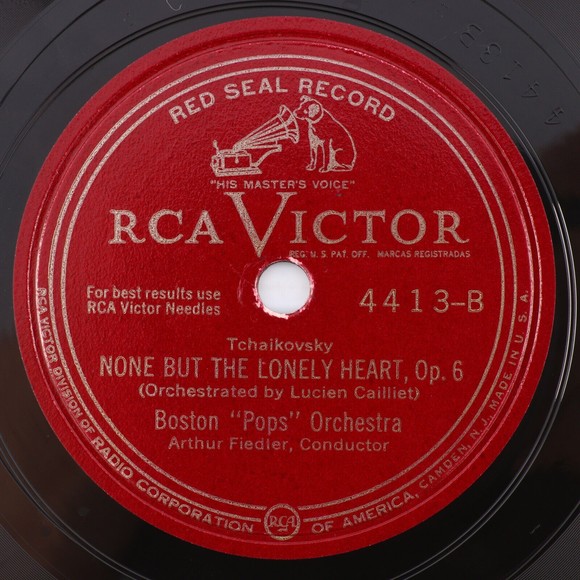 RED SEAL RECORD
"HIS MASTER'S VOICE"
RCA VICTOR
REG. U. S. PAT. OFF. MARCAS REGISTRADAS
For best results use
RCA Victor Needles
4413-B
Tchaikovsky
NONE BUT THE LONELY HEART, Op. 6
(Orchestrated by Lucien Cailliet)
Boston "Pops" Orchestra
Arthur Fiedler, Conductor
RCA VICTOR DIVISION OF RADIO CORPORATION OF AMERICA, CAMDEN, N.J., MADE IN U.S.A.
RCA